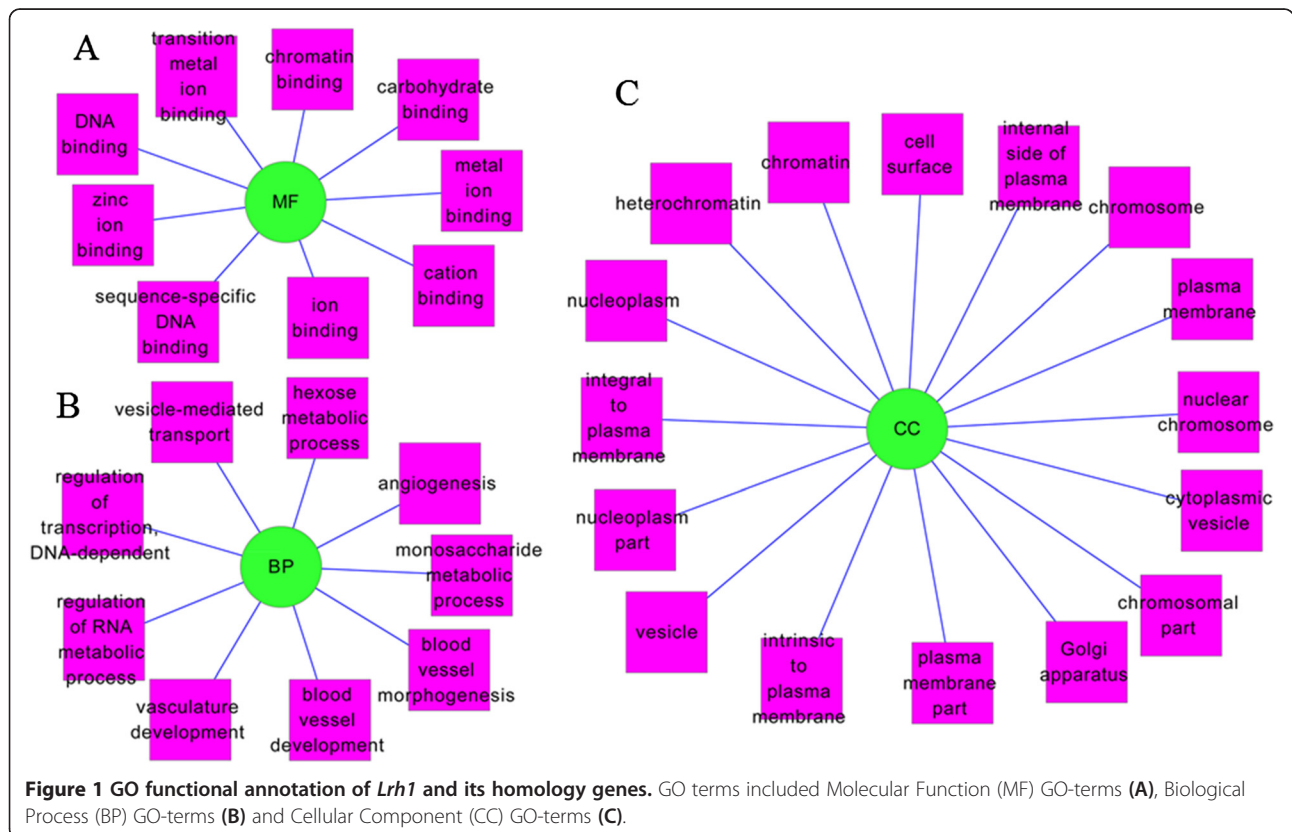 A
transition
metal
ion
binding
chromatin
binding
carbohydrate
binding
DNA
binding
MF
metal
ion
binding
zinc
ion
binding
cation
binding
sequence-specific
DNA
binding
ion
binding
B
vesicle-mediated
transport
hexose
metabolic
process
angiogenesis
regulation
of
transcription,
DNA-dependent
BP
monosaccharide
metabolic
process
regulation
of RNA
metabolic
process
blood
vessel
morphogenesis
vasculature
development
blood
vessel
development
C
cell
surface
internal
side of
plasma
membrane
chromatin
heterochromatin
chromosome
nucleoplasm
plasma
membrane
integral
to
plasma
membrane
CC
nuclear
chromosome
nucleoplasm
part
cytoplasmic
vesicle
vesicle
chromosomal
part
intrinsic
to
plasma
membrane
plasma
membrane
part
Golgi
apparatus
Figure 1 GO functional annotation of Lrh1 and its homology genes. GO terms included Molecular Function (MF) GO-terms (A), Biological
Process (BP) GO-terms (B) and Cellular Component (CC) GO-terms (C).